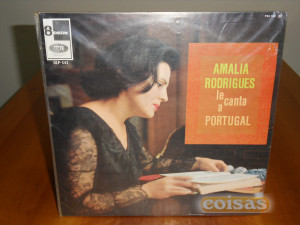 AMALIA
RODRIGUES
le
canta
a
PORTUGAL
coisas